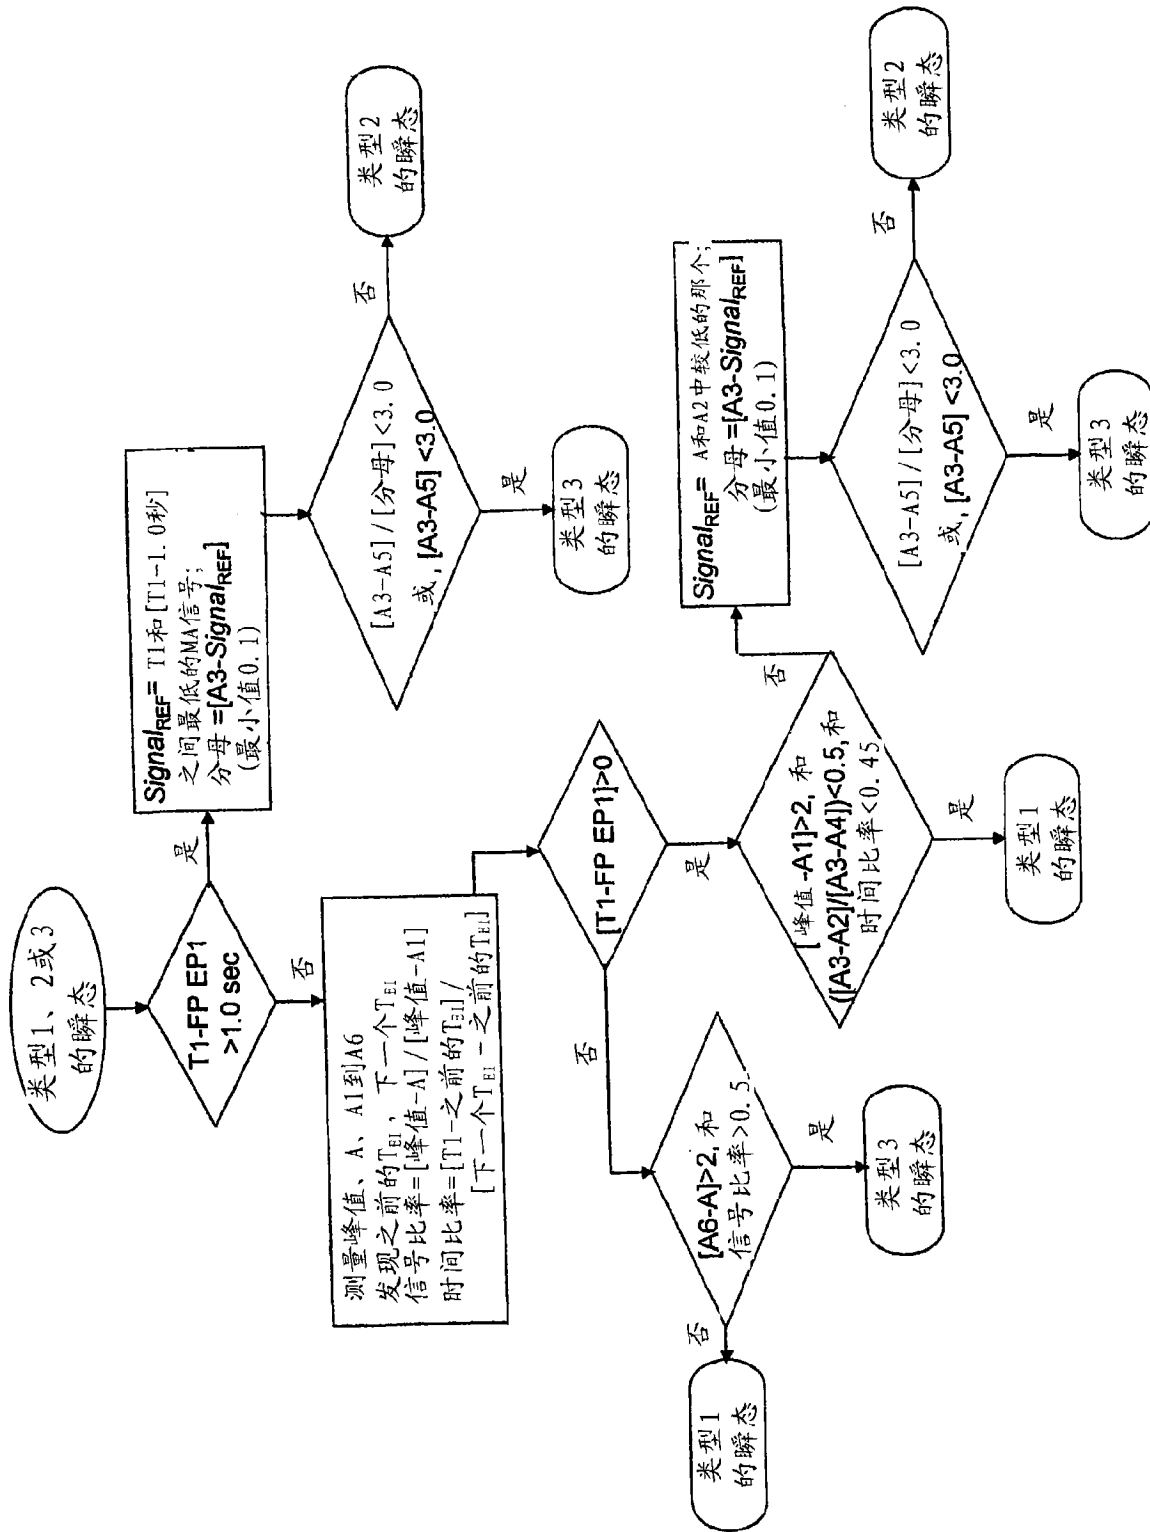 类型1、2或3
的瞬态
T1-FP EP1
>1.0 sec
是
SignalREF= T1和[T1-1.0秒]
之间最低的MA信号;
分母=[A3-SignalREF]
(最小值0.1)
[A3-A5]/[分母]<3.0
或, [A3-A5] <3.0
否
类型2
的瞬态
是
类型3
的瞬态
否
测量峰值、A、A1到A6
发现之前的TEI, 下一个TEI
信号比率=[峰值-A]/[峰值-A1]
时间比率=[T1-之前的TEI]/
[下一个TEI-之前的TEI]
[T1-FP EP1]>0
是
[峰值-A1]>2, 和
([A3-A2]/[A3-A4])<0.5, 和
时间比率<0.45
否
SignalREF= A和A2中较低的那个;
分母=[A3-SignalREF]
(最小值0.1)
[A3-A5]/[分母]<3.0
或, [A3-A5] <3.0
否
类型2
的瞬态
是
类型3
的瞬态
是
类型1
的瞬态
否
[A6-A]>2, 和
信号比率>0.5
是
类型3
的瞬态
否
类型1
的瞬态